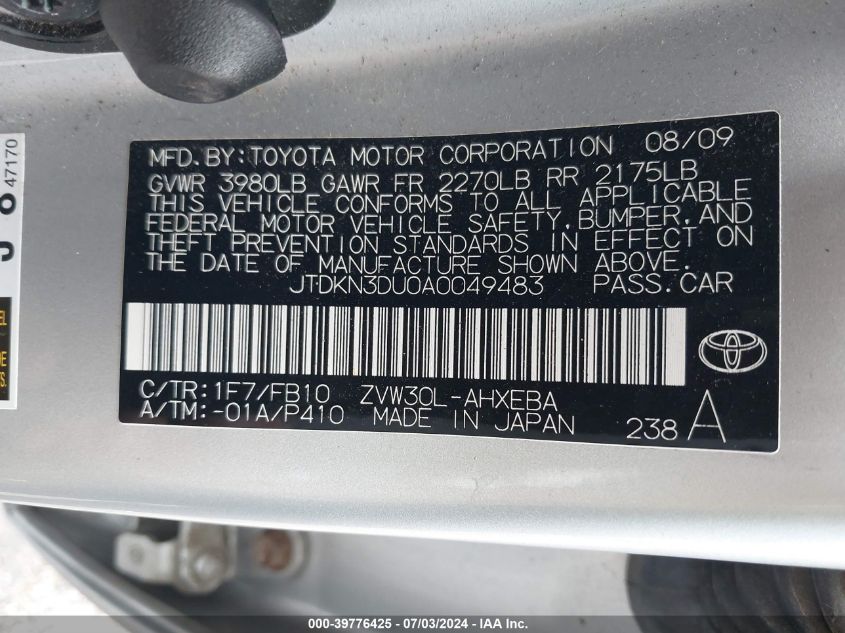 MFD. BY: TOYOTA MOTOR CORPORATION 08/09
GVWR 3980LB GAWR FR 2270LB RR 2175LB
THIS VEHICLE CONFORMS TO ALL APPLICABLE
FEDERAL MOTOR VEHICLE SAFETY, BUMPER, AND
THEFT PREVENTION STANDARDS IN EFFECT ON
THE DATE OF MANUFACTURE SHOWN ABOVE.
JTDKN3DU0A0049483 PASS. CAR
C/TR: 1F7/FB10 ZVW30L-AHXEBA
A/TM: -01A/P410 MADE IN JAPAN 238 A
47170
000-39776425 - 07/03/2024 - IAA Inc.